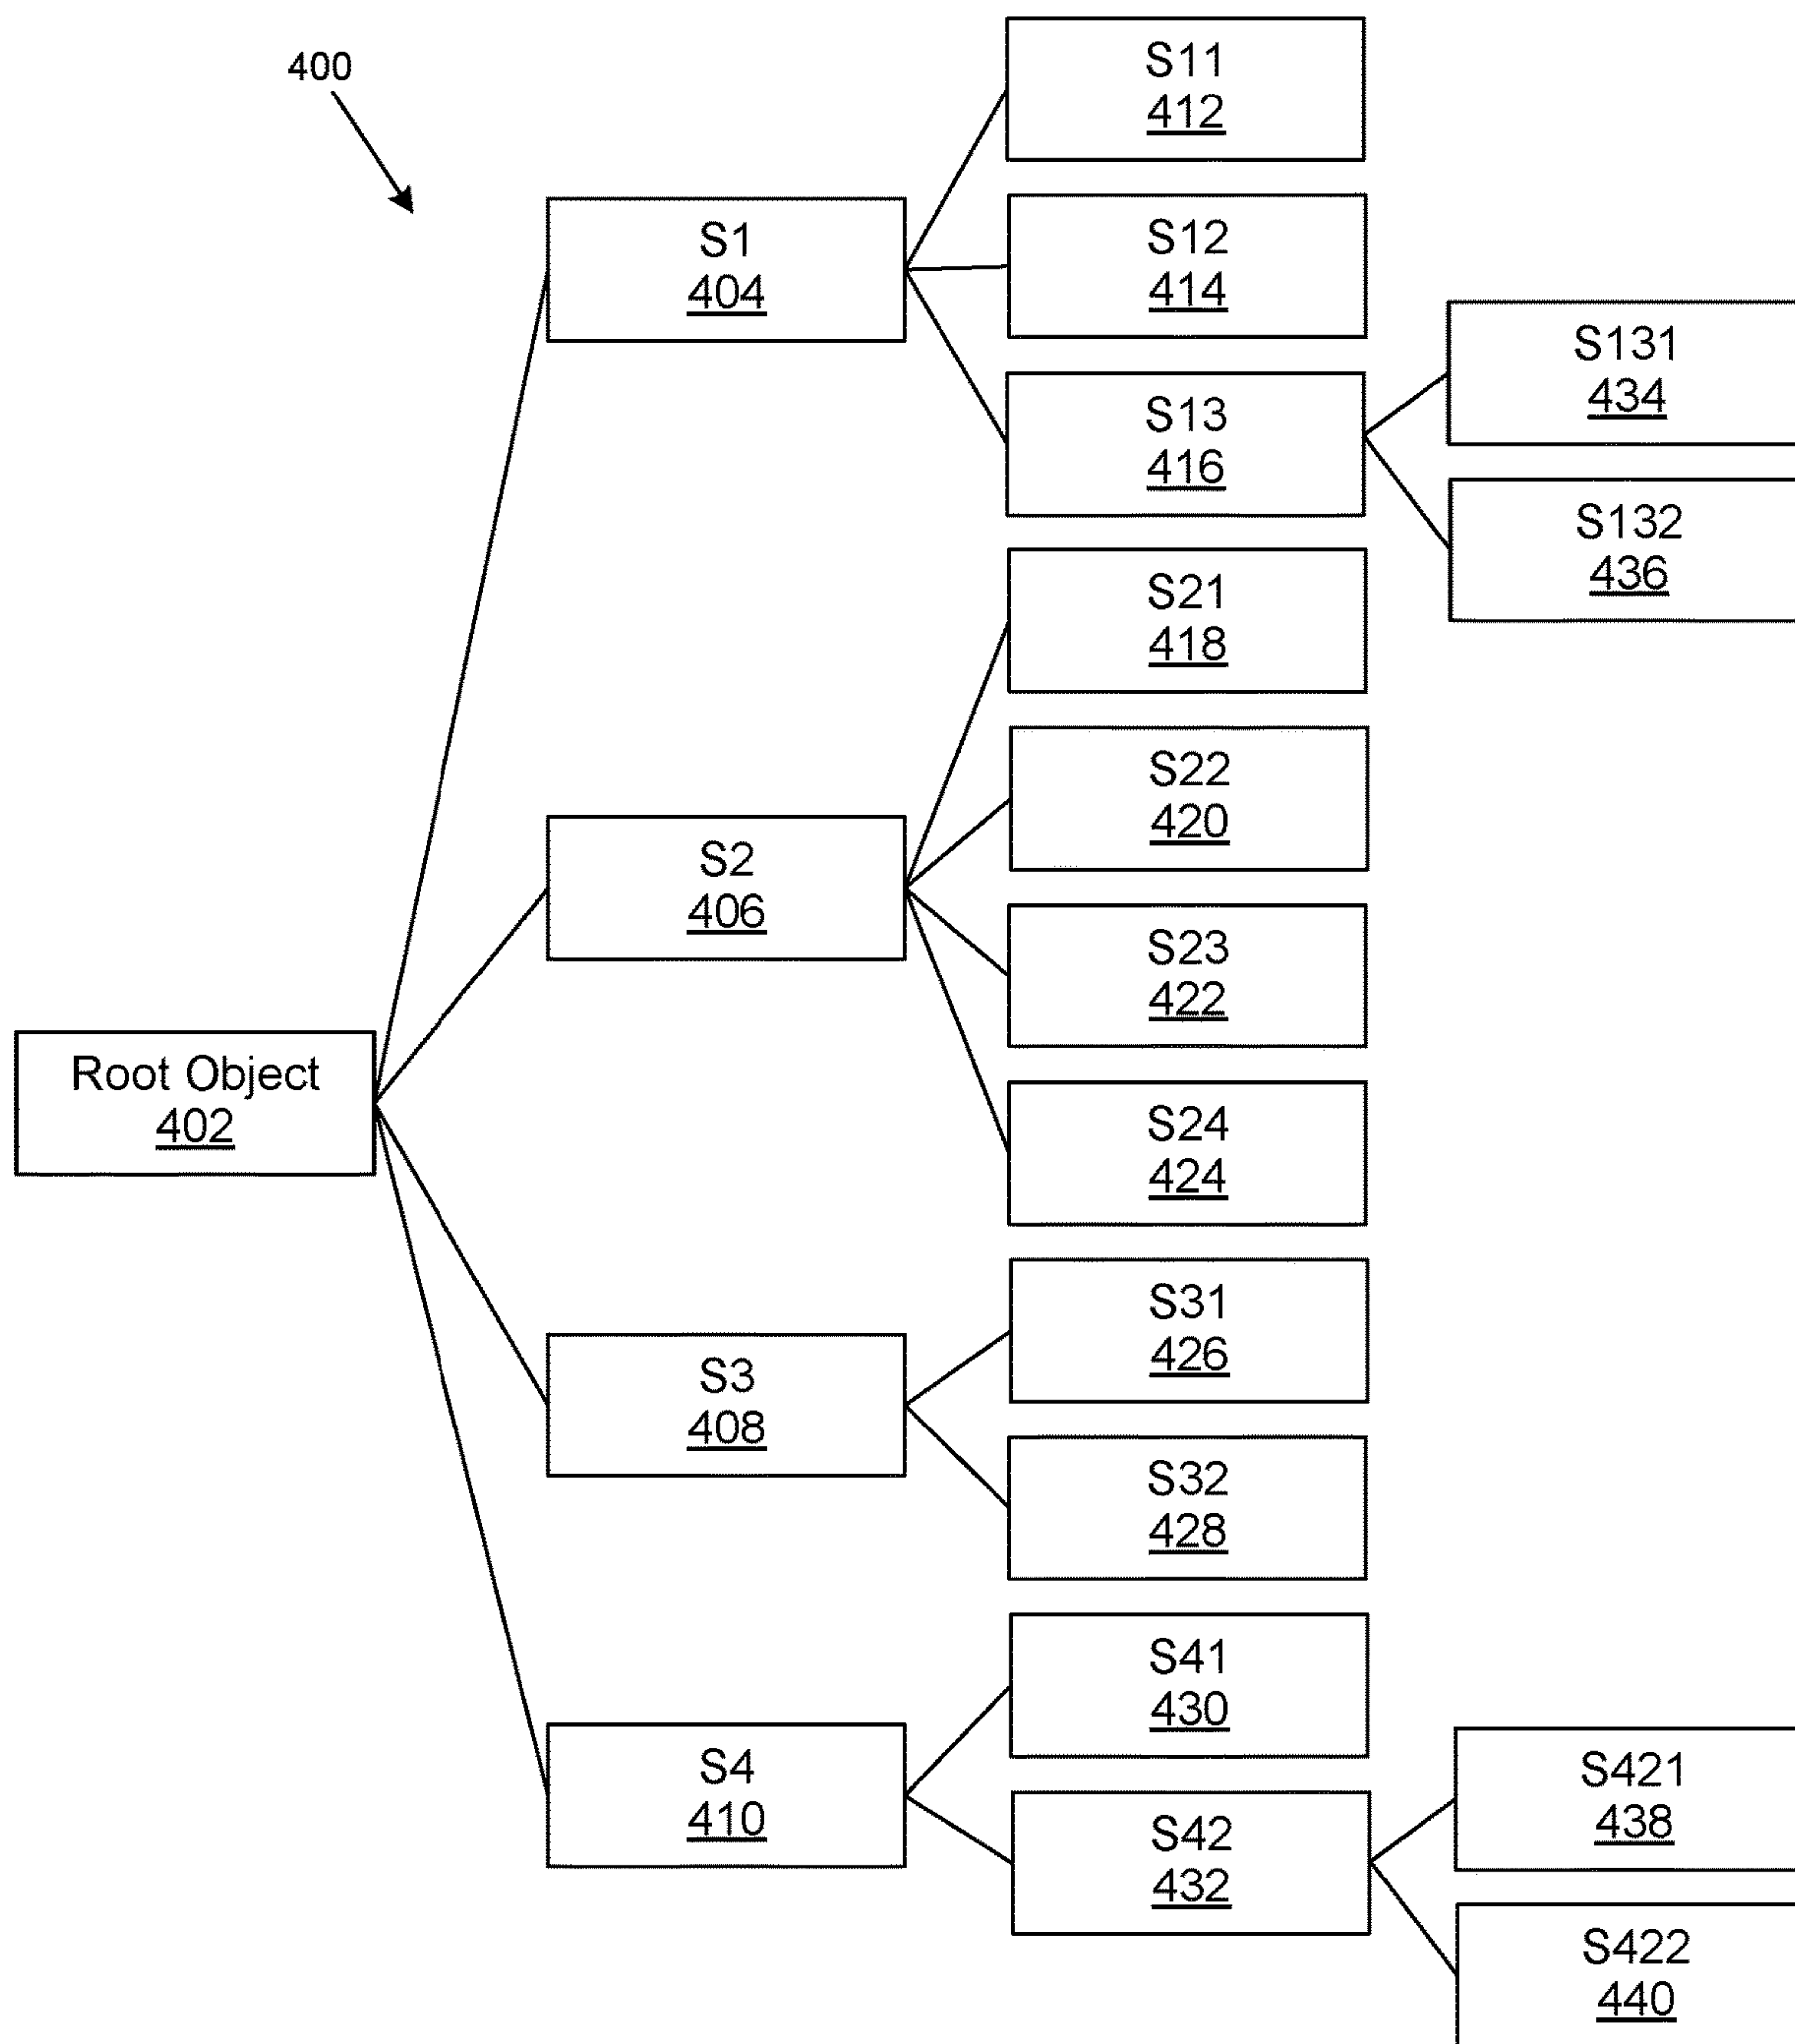 400
S11
412
S1
404
S12
414
S13
416
S131
434
S132
436
S21
418
S22
420
S2
406
S23
422
S24
424
Root Object
402
S31
426
S3
408
S32
428
S41
430
S4
410
S42
432
S421
438
S422
440